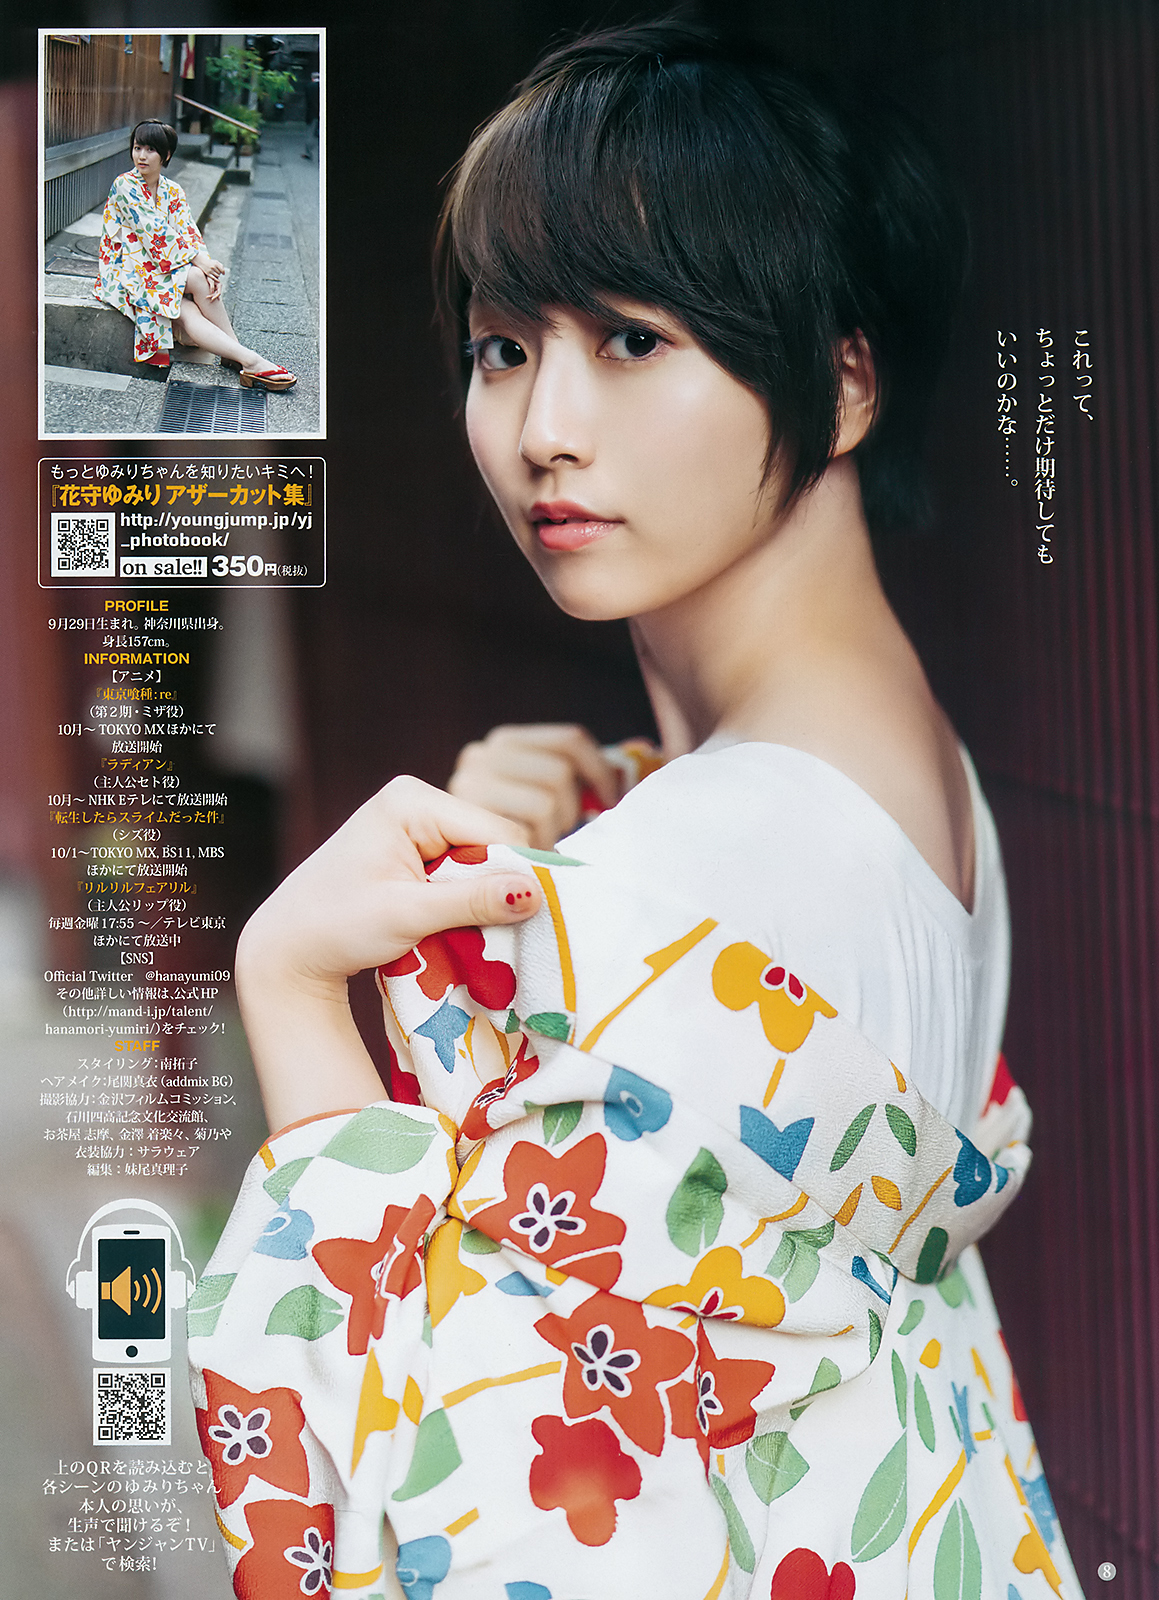 これって、
ちょっとだけ期待しても
いいのかな……。
もっとゆみりちゃんを知りたいキミへ！
『花守ゆみり アザーカット集』
http://youngjump.jp/yj
_photobook/
on sale!! 350円(税抜)
PROFILE
9月29日生まれ。神奈川県出身。
身長157cm。
INFORMATION
【アニメ】
『東京喰種：re』
（第２期・ミザ役）
10月〜 TOKYO MXほかにて
放送開始
『ラディアン』
（主人公セト役）
10月〜 NHK Eテレにて放送開始
『転生したらスライムだった件』
（シズ役）
10/1〜TOKYO MX, BS11, MBS
ほかにて放送開始
『リルリルフェアリル』
（主人公リップ役）
毎週金曜 17:55 〜／テレビ東京
ほかにて放送中
【SNS】
Official Twitter　@hanayumi09
その他詳しい情報は、公式HP
（http://mand-i.jp/talent/
hanamori-yumiri/）をチェック！
STAFF
スタイリング：南拓子
ヘアメイク：尾関真衣（addmix BG）
撮影協力：金沢フィルムコミッション、
石川四高記念文化交流館、
お茶屋 志摩、金澤 着楽々、菊乃や
衣装協力：サラウェア
編集：妹尾真理子
上のQRを読み込むと
各シーンのゆみりちゃん
本人の思いが、
生声で聞けるぞ！
または「ヤンジャンTV」
で検索！
8